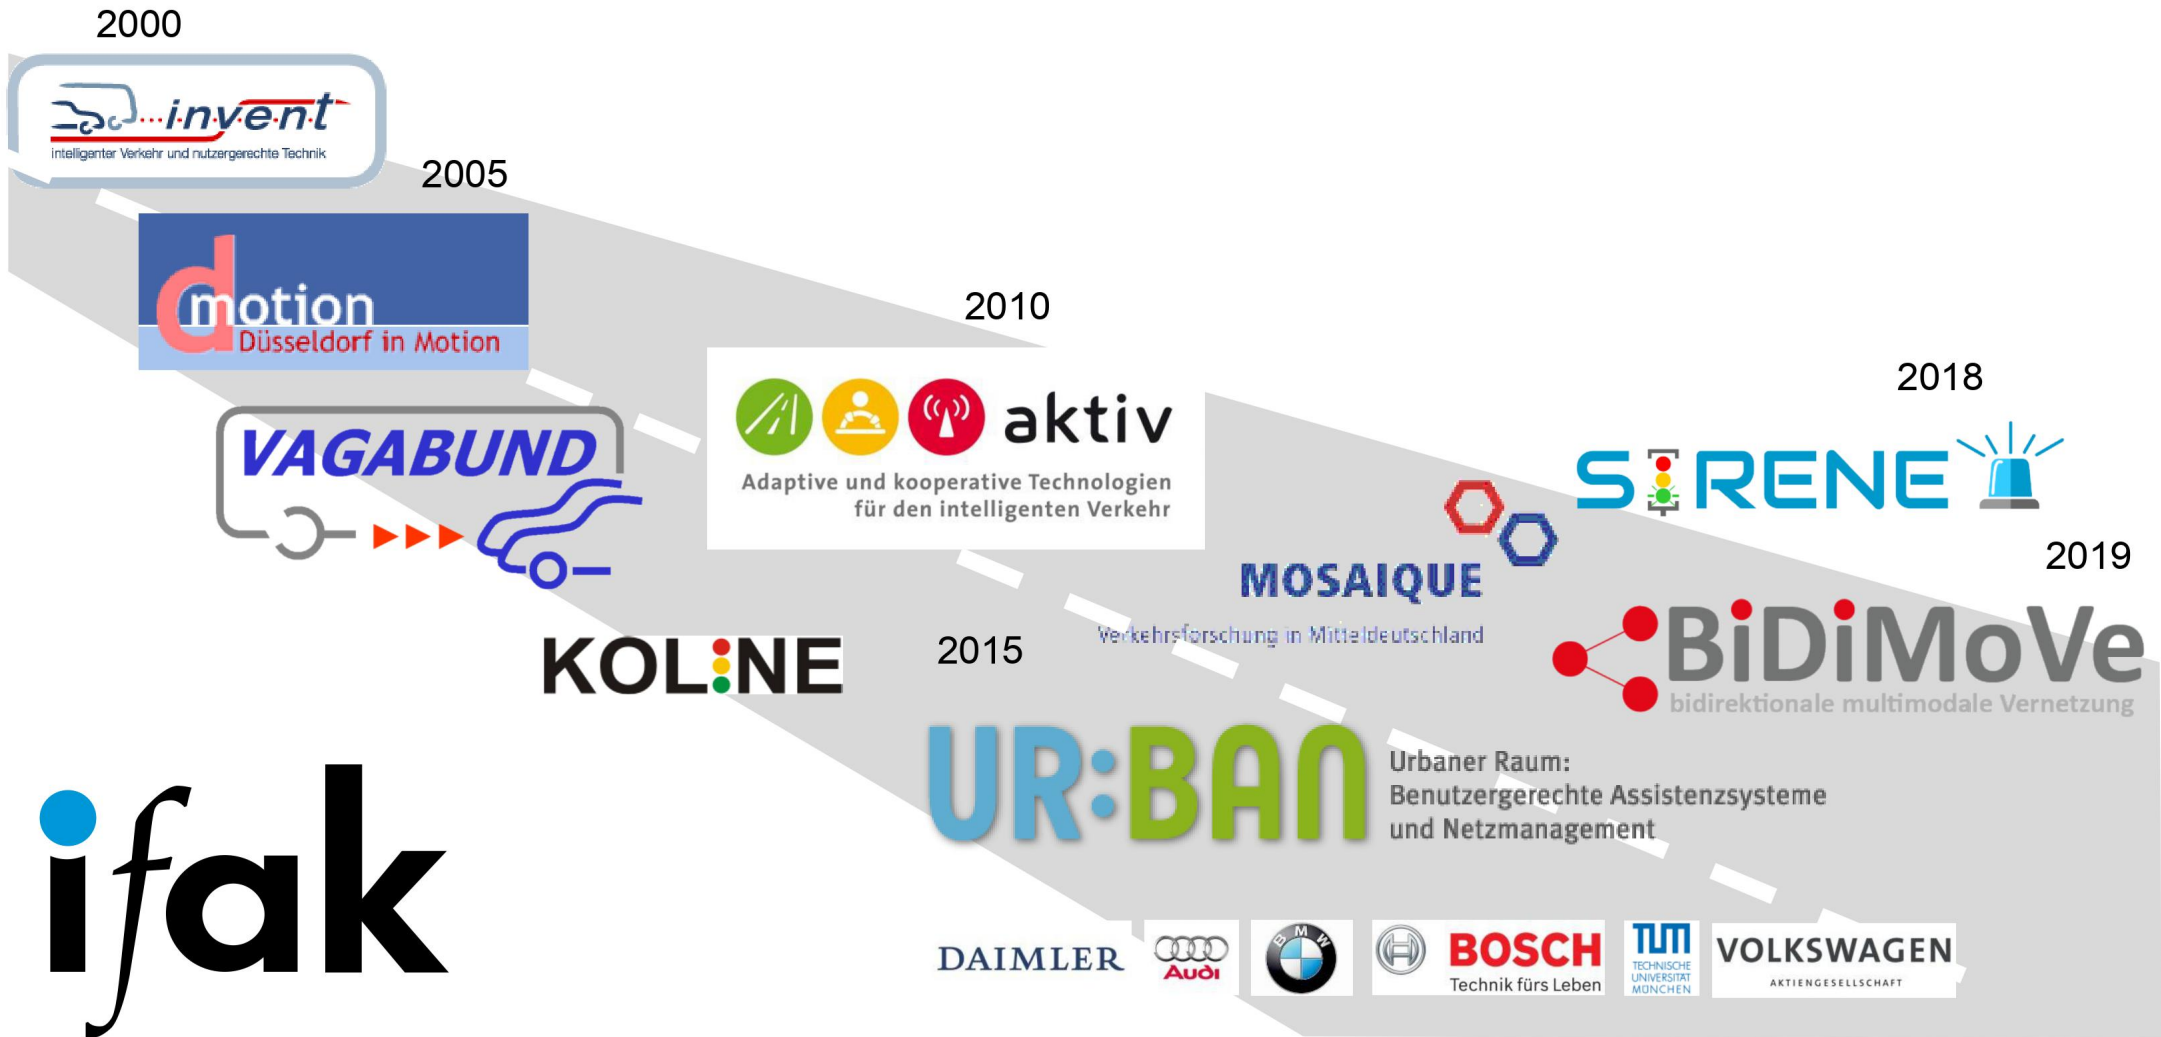 2000
invent
intelligenter Verkehr und nutzergerechte Technik
2005
dmotion
Düsseldorf in Motion
VAGABUND
2010
aktiv
Adaptive und kooperative Technologien
für den intelligenten Verkehr
KOLINE
2018
SIRENE
MOSAIQUE
Verkehrsforschung in Mitteldeutschland
2019
BiDiMoVe
bidirektionale multimodale Vernetzung
2015
UR:BAN
Urbaner Raum:
Benutzergerechte Assistenzsysteme
und Netzmanagement
ifak
DAIMLER
Audi
BMW
BOSCH
Technik fürs Leben
TUM
TECHNISCHE
UNIVERSITÄT
MÜNCHEN
VOLKSWAGEN
AKTIENGESELLSCHAFT